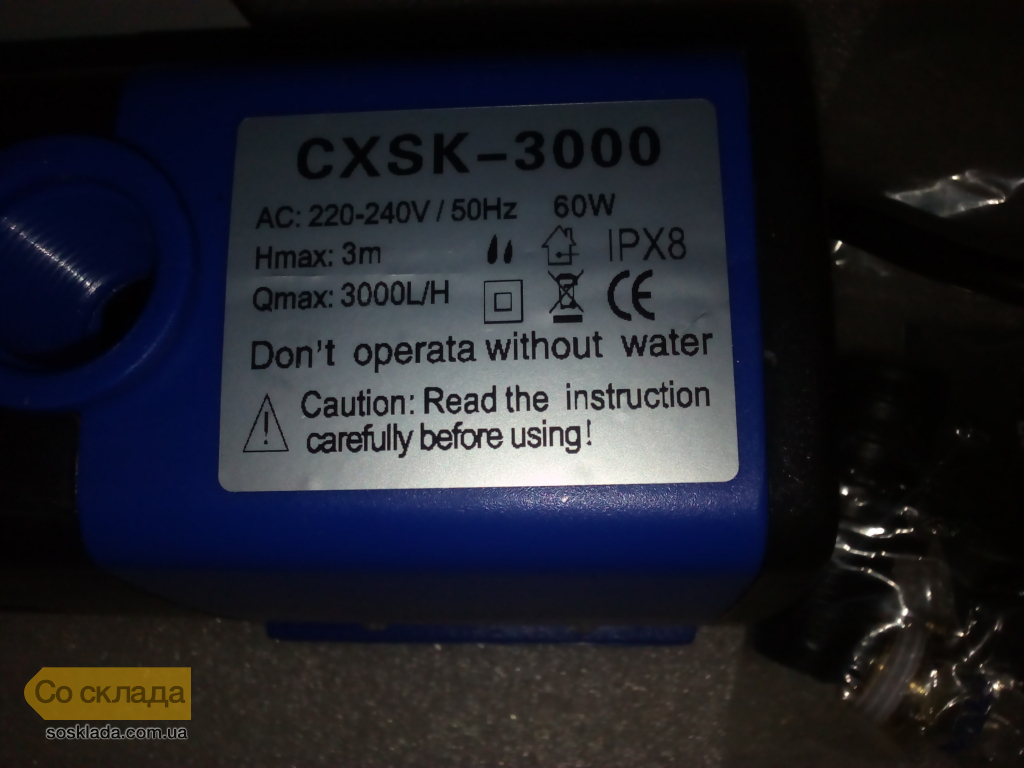 CXSK-3000
AC: 220-240V / 50Hz 60W
Hmax: 3m IPX8
Qmax: 3000L/H CE
Don't operata without water
Caution: Read the instruction
carefully before using!
Со склада
sosklada.com.ua